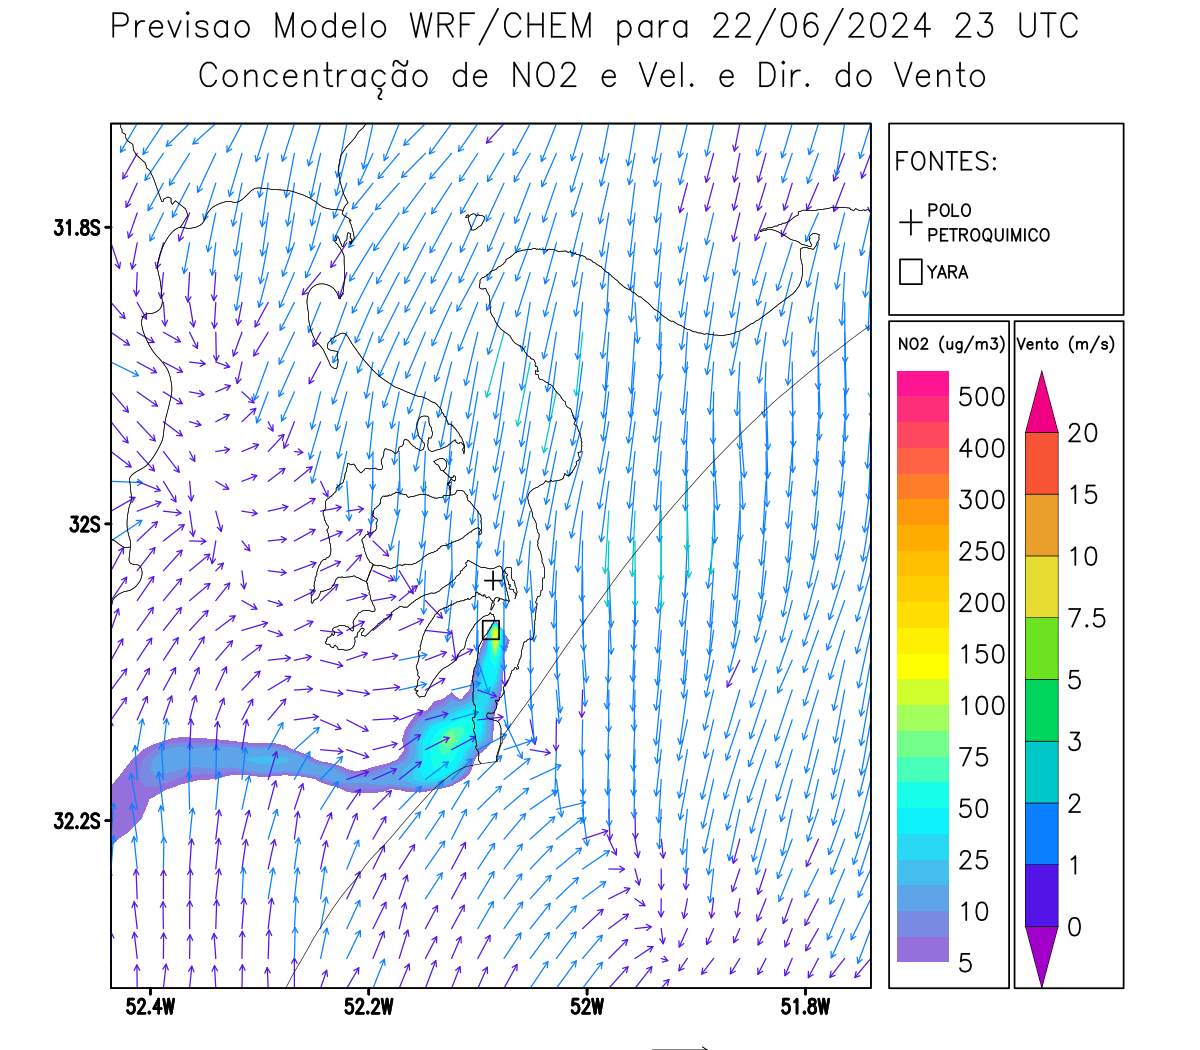 Previsao Modelo WRF/CHEM para 22/06/2024 23 UTC
Concentração de NO2 e Vel. e Dir. do Vento
FONTES:
POLO
PETROQUIMICO
YARA
31.8S
32S
32.2S
52.4W
52.2W
52W
51.8W
NO2 (ug/m3)
500
400
300
250
200
150
100
75
50
25
10
5
Vento (m/s)
20
15
10
7.5
5
3
2
1
0